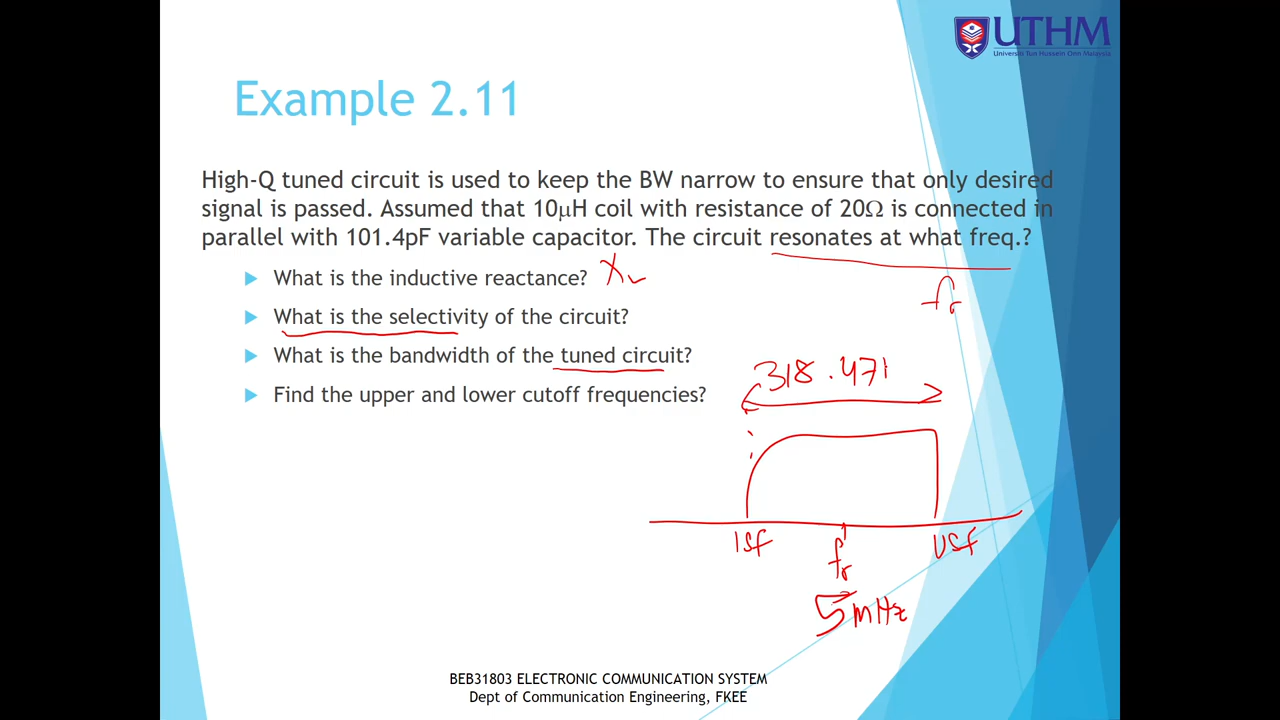 UTHM
Universiti Tun Hussein Onn Malaysia
Example 2.11
High-Q tuned circuit is used to keep the BW narrow to ensure that only desired
signal is passed. Assumed that 10μH coil with resistance of 20Ω is connected in
parallel with 101.4pF variable capacitor. The circuit resonates at what freq.?
What is the inductive reactance? XL
fr
What is the selectivity of the circuit?
What is the bandwidth of the tuned circuit?
Find the upper and lower cutoff frequencies?
318.471
fr
5MHz
BEB31803 ELECTRONIC COMMUNICATION SYSTEM
Dept of Communication Engineering, FKEE